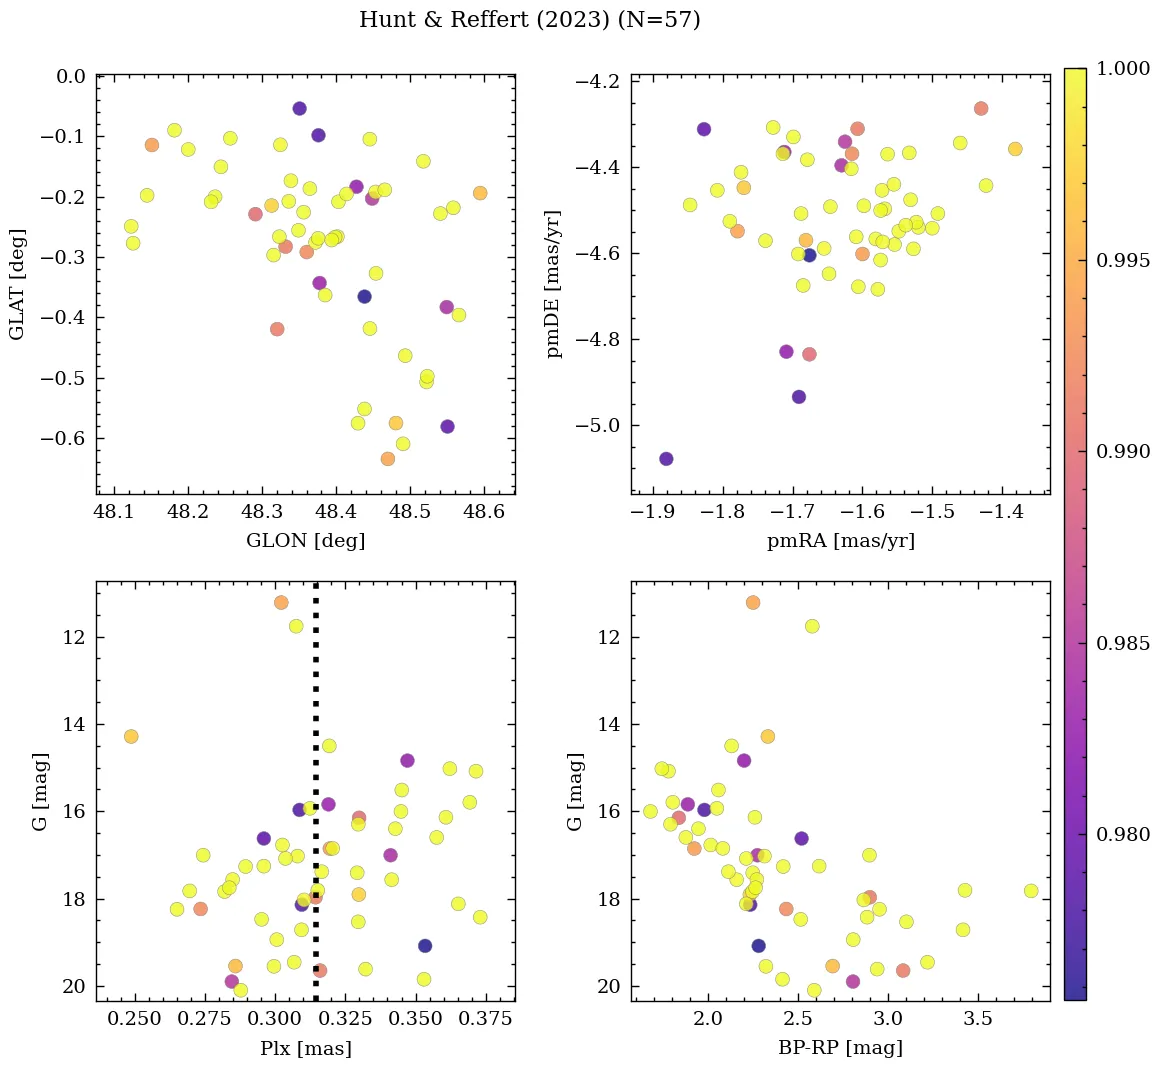 Hunt & Reffert (2023) (N=57)
0.0
−0.1
−0.2
−0.3
−0.4
−0.5
−0.6
GLAT [deg]
48.1 48.2 48.3 48.4 48.5 48.6
GLON [deg]
−4.2
−4.4
−4.6
−4.8
−5.0
pmDE [mas/yr]
−1.9 −1.8 −1.7 −1.6 −1.5 −1.4
pmRA [mas/yr]
12
14
16
18
20
G [mag]
0.250 0.275 0.300 0.325 0.350 0.375
Plx [mas]
12
14
16
18
20
G [mag]
2.0 2.5 3.0 3.5
BP-RP [mag]
1.000
0.995
0.990
0.985
0.980